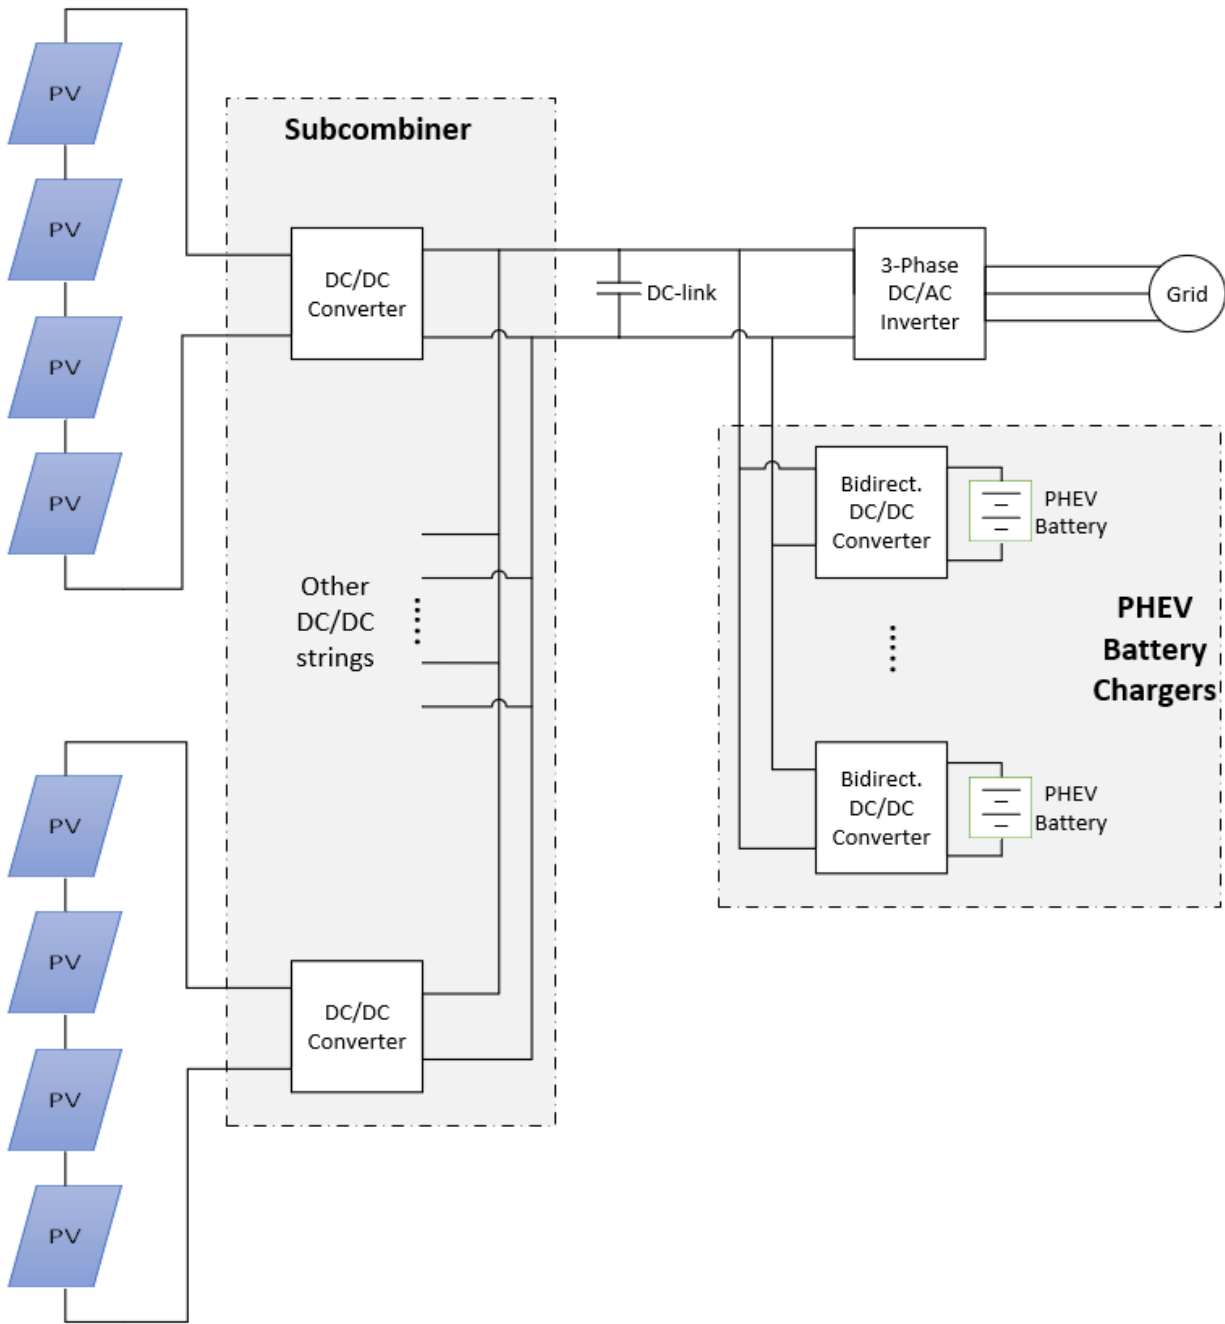 PV
PV
PV
PV
Subcombiner
DC/DC
Converter
DC-link
3-Phase
DC/AC
Inverter
Grid
Other
DC/DC
strings
Bidirect.
DC/DC
Converter
PHEV
Battery
PHEV
Battery
Chargers
Bidirect.
DC/DC
Converter
PHEV
Battery
PV
PV
PV
PV
DC/DC
Converter